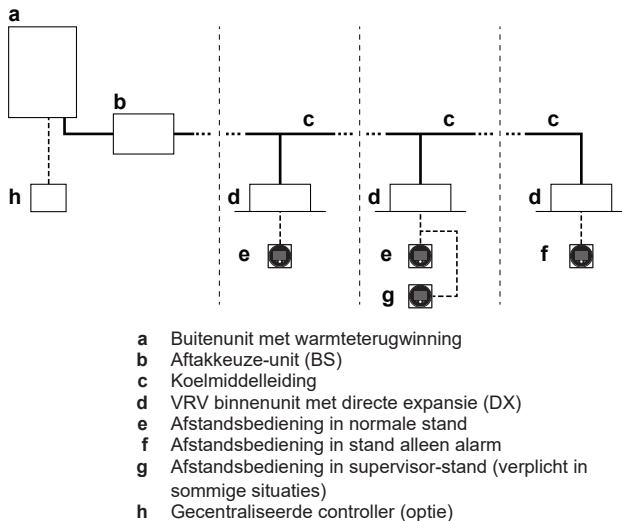 a
b
c c c
h d d d
e e f
g
a Buitenunit met warmteterugwinning
b Aftakkeuze-unit (BS)
c Koelmiddelleiding
d VRV binnenunit met directe expansie (DX)
e Afstandsbediening in normale stand
f Afstandsbediening in stand alleen alarm
g Afstandsbediening in supervisor-stand (verplicht in
sommige situaties)
h Gecentraliseerde controller (optie)